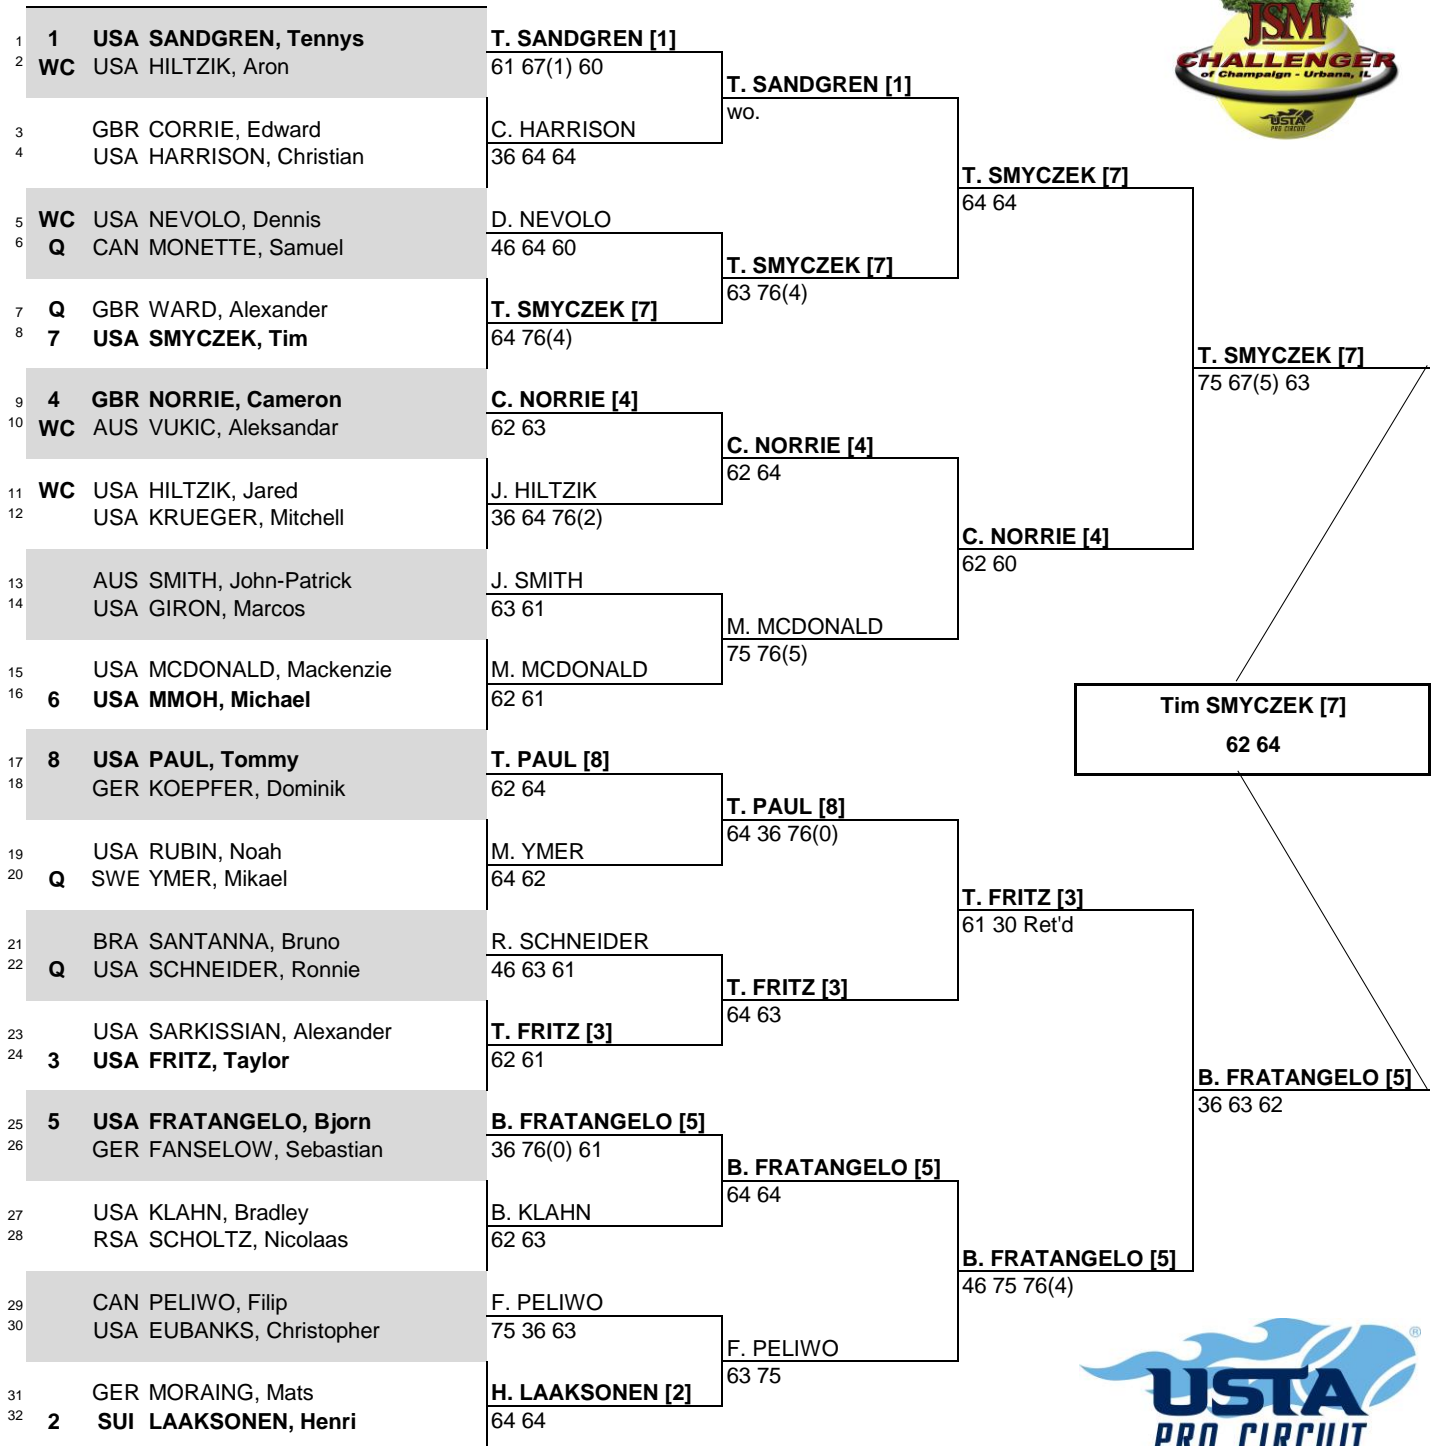 JSM
CHALLENGER
of Champaign - Urbana, IL
USTA
PRO CIRCUIT
1 1 USA SANDGREN, Tennys
2 WC USA HILTZIK, Aron
3 GBR CORRIE, Edward
4 USA HARRISON, Christian
5 WC USA NEVOLO, Dennis
6 Q CAN MONETTE, Samuel
7 Q GBR WARD, Alexander
8 7 USA SMYCZEK, Tim
9 4 GBR NORRIE, Cameron
10 WC AUS VUKIC, Aleksandar
11 WC USA HILTZIK, Jared
12 USA KRUEGER, Mitchell
13 AUS SMITH, John-Patrick
14 USA GIRON, Marcos
15 USA MCDONALD, Mackenzie
16 6 USA MMOH, Michael
17 8 USA PAUL, Tommy
18 GER KOEPFER, Dominik
19 USA RUBIN, Noah
20 Q SWE YMER, Mikael
21 BRA SANTANNA, Bruno
22 Q USA SCHNEIDER, Ronnie
23 USA SARKISSIAN, Alexander
24 3 USA FRITZ, Taylor
25 5 USA FRATANGELO, Bjorn
26 GER FANSELOW, Sebastian
27 USA KLAHN, Bradley
28 RSA SCHOLTZ, Nicolaas
29 CAN PELIWO, Filip
30 USA EUBANKS, Christopher
31 GER MORAING, Mats
32 2 SUI LAAKSONEN, Henri
T. SANDGREN [1]
61 67(1) 60
C. HARRISON
36 64 64
D. NEVOLO
46 64 60
T. SMYCZEK [7]
64 76(4)
C. NORRIE [4]
62 63
J. HILTZIK
36 64 76(2)
J. SMITH
63 61
M. MCDONALD
62 61
T. PAUL [8]
62 64
M. YMER
64 62
R. SCHNEIDER
46 63 61
T. FRITZ [3]
62 61
B. FRATANGELO [5]
36 76(0) 61
B. KLAHN
62 63
F. PELIWO
75 36 63
H. LAAKSONEN [2]
64 64
T. SANDGREN [1]
wo.
T. SMYCZEK [7]
63 76(4)
C. NORRIE [4]
62 64
M. MCDONALD
75 76(5)
T. PAUL [8]
64 36 76(0)
T. FRITZ [3]
64 63
B. FRATANGELO [5]
64 64
F. PELIWO
63 75
T. SMYCZEK [7]
64 64
C. NORRIE [4]
62 60
T. FRITZ [3]
61 30 Ret'd
B. FRATANGELO [5]
46 75 76(4)
T. SMYCZEK [7]
75 67(5) 63
B. FRATANGELO [5]
36 63 62
Tim SMYCZEK [7]
62 64
USTA ®
PRO CIRCUIT